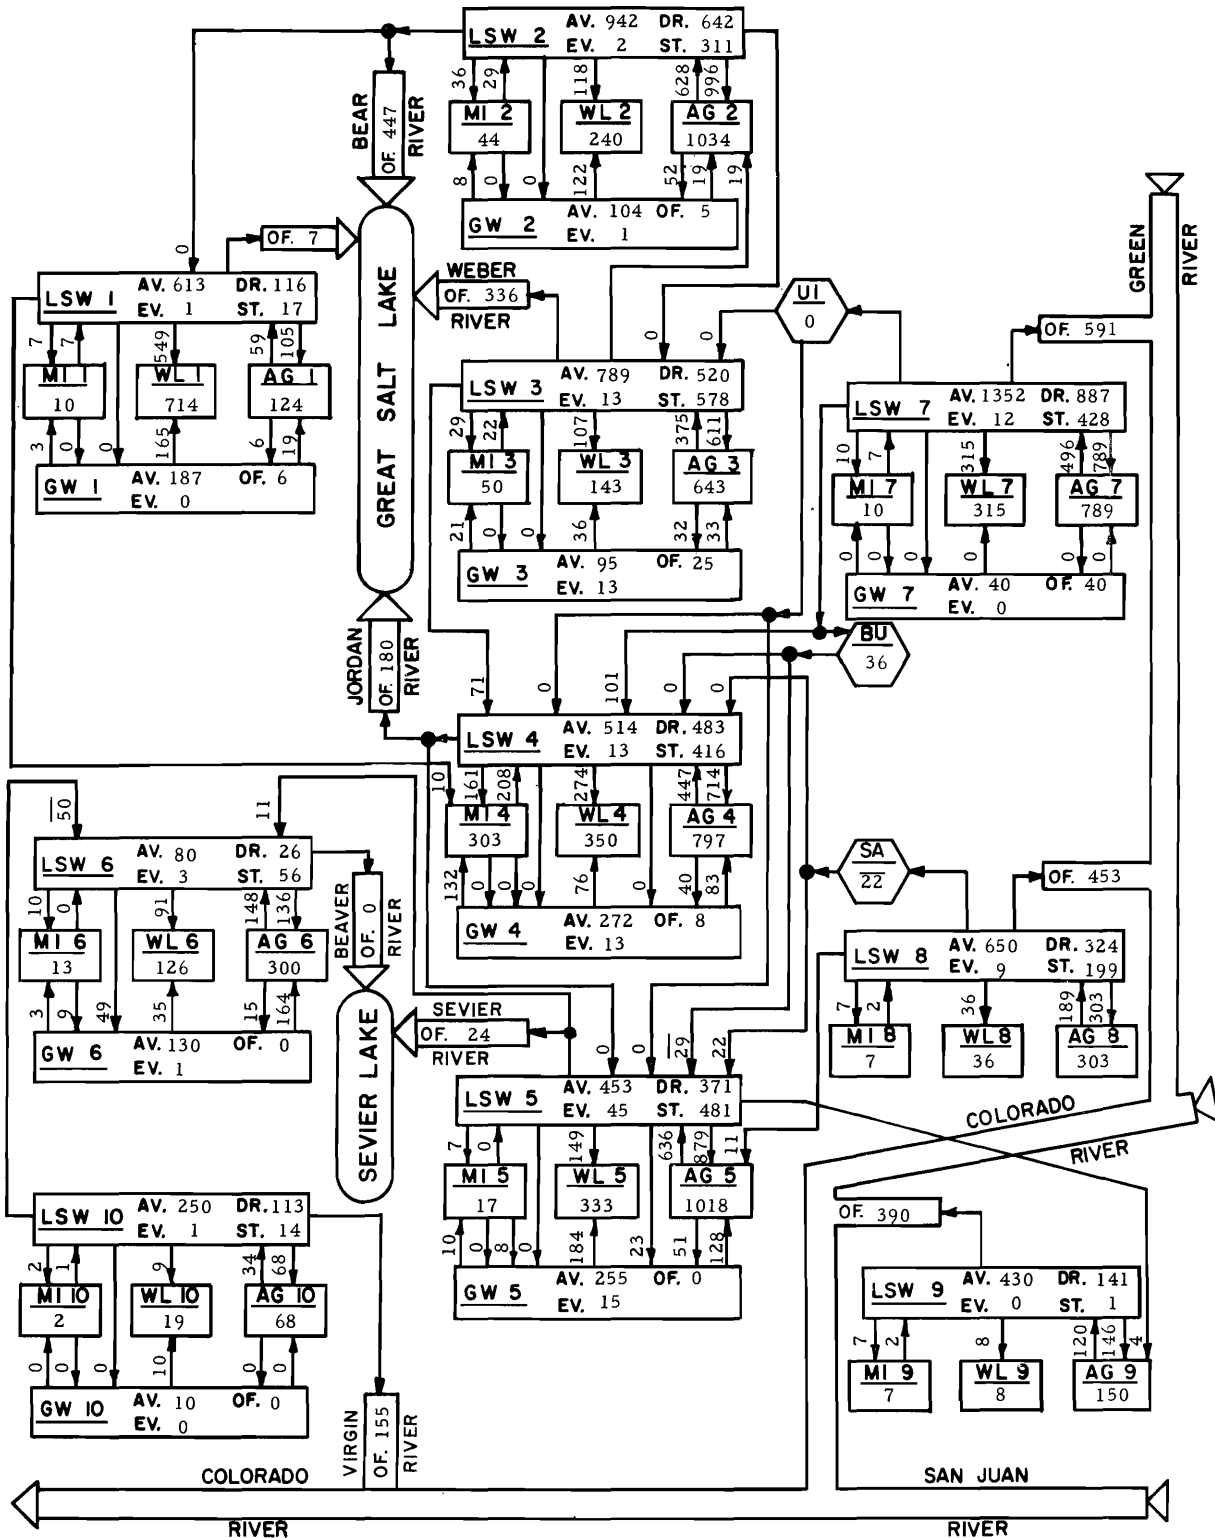 LSW 2 AV. 942 DR. 642
EV. 2 ST. 311
36 29 118 628 996
MI 2 WL 2 AG 2
44 240 1034
8 0 0 122 52 19 19
GW 2 AV. 104 OF. 5
EV. 1
BEAR
OF. 447
RIVER
0
OF. 7
LSW 1 AV. 613 DR. 116
EV. 1 ST. 17
7 7 549 59 105
MI 1 WL 1 AG 1
10 714 124
3 0 0 165 6 19
GW 1 AV. 187 OF. 6
EV. 0
GREAT SALT LAKE
WEBER
OF. 336
RIVER
0 0
UI
0
LSW 3 AV. 789 DR. 520
EV. 13 ST. 578
29 22 107 375 611
MI 3 WL 3 AG 3
50 143 643
21 0 0 36 32 33
GW 3 AV. 95 OF. 25
EV. 13
GREEN
RIVER
OF. 591
LSW 7 AV. 1352 DR. 887
EV. 12 ST. 428
10 7 315 496 789
MI 7 WL 7 AG 7
10 315 789
0 0 0 0 0 0
GW 7 AV. 40 OF. 40
EV. 0
BU
36
JORDAN
OF. 180
RIVER
71 0 101 0 0
LSW 4 AV. 514 DR. 483
EV. 13 ST. 416
10 161 208 274 447 714
MI 4 WL 4 AG 4
303 350 797
132 0 0 0 76 0 40 83
GW 4 AV. 272 OF. 8
EV. 13
50 11
LSW 6 AV. 80 DR. 26
EV. 3 ST. 56
10 0 91 148 136
MI 6 WL 6 AG 6
13 126 300
3 9 49 35 15 164
GW 6 AV. 130 OF. 0
EV. 1
BEAVER
OF. 0
RIVER
SEVIER LAKE
SEVIER
OF. 24
RIVER
SA
22
OF. 453
LSW 8 AV. 650 DR. 324
EV. 9 ST. 199
7 2 36 189 303
MI 8 WL 8 AG 8
7 36 303
0 0 29 22
LSW 5 AV. 453 DR. 371
EV. 45 ST. 481
7 0 149 636 879 11
MI 5 WL 5 AG 5
17 333 1018
10 0 8 0 184 23 51 128
GW 5 AV. 255 OF. 0
EV. 15
COLORADO
RIVER
OF. 390
LSW 9 AV. 430 DR. 141
EV. 0 ST. 1
7 2 8 120 146 4
MI 9 WL 9 AG 9
7 8 150
LSW 10 AV. 250 DR. 113
EV. 1 ST. 14
2 1 9 34 68
MI 10 WL 10 AG 10
2 19 68
0 0 0 10 0 0
GW 10 AV. 10 OF. 0
EV. 0
VIRGIN
OF. 155
RIVER
COLORADO
RIVER
SAN JUAN
RIVER